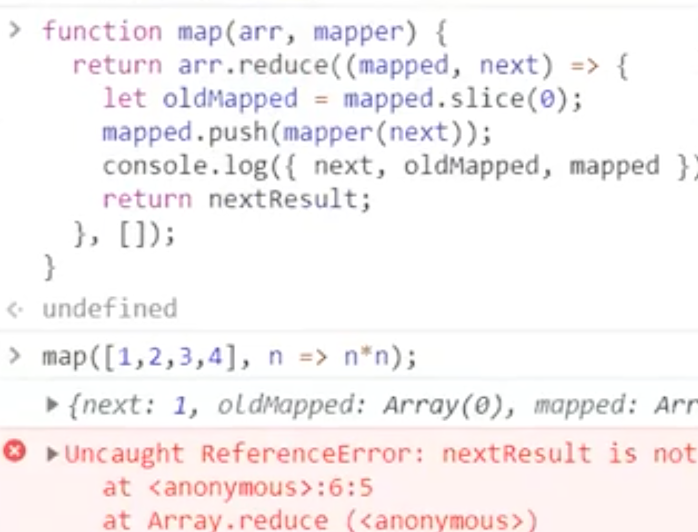 > function map(arr, mapper) {
return arr.reduce((mapped, next) => {
let oldMapped = mapped.slice(0);
mapped.push(mapper(next));
console.log({ next, oldMapped, mapped })
return nextResult;
}, []);
}
<· undefined
> map([1,2,3,4], n => n*n);
▶{next: 1, oldMapped: Array(0), mapped: Arr
▶Uncaught ReferenceError: nextResult is not
at <anonymous>:6:5
at Array.reduce (<anonymous>)